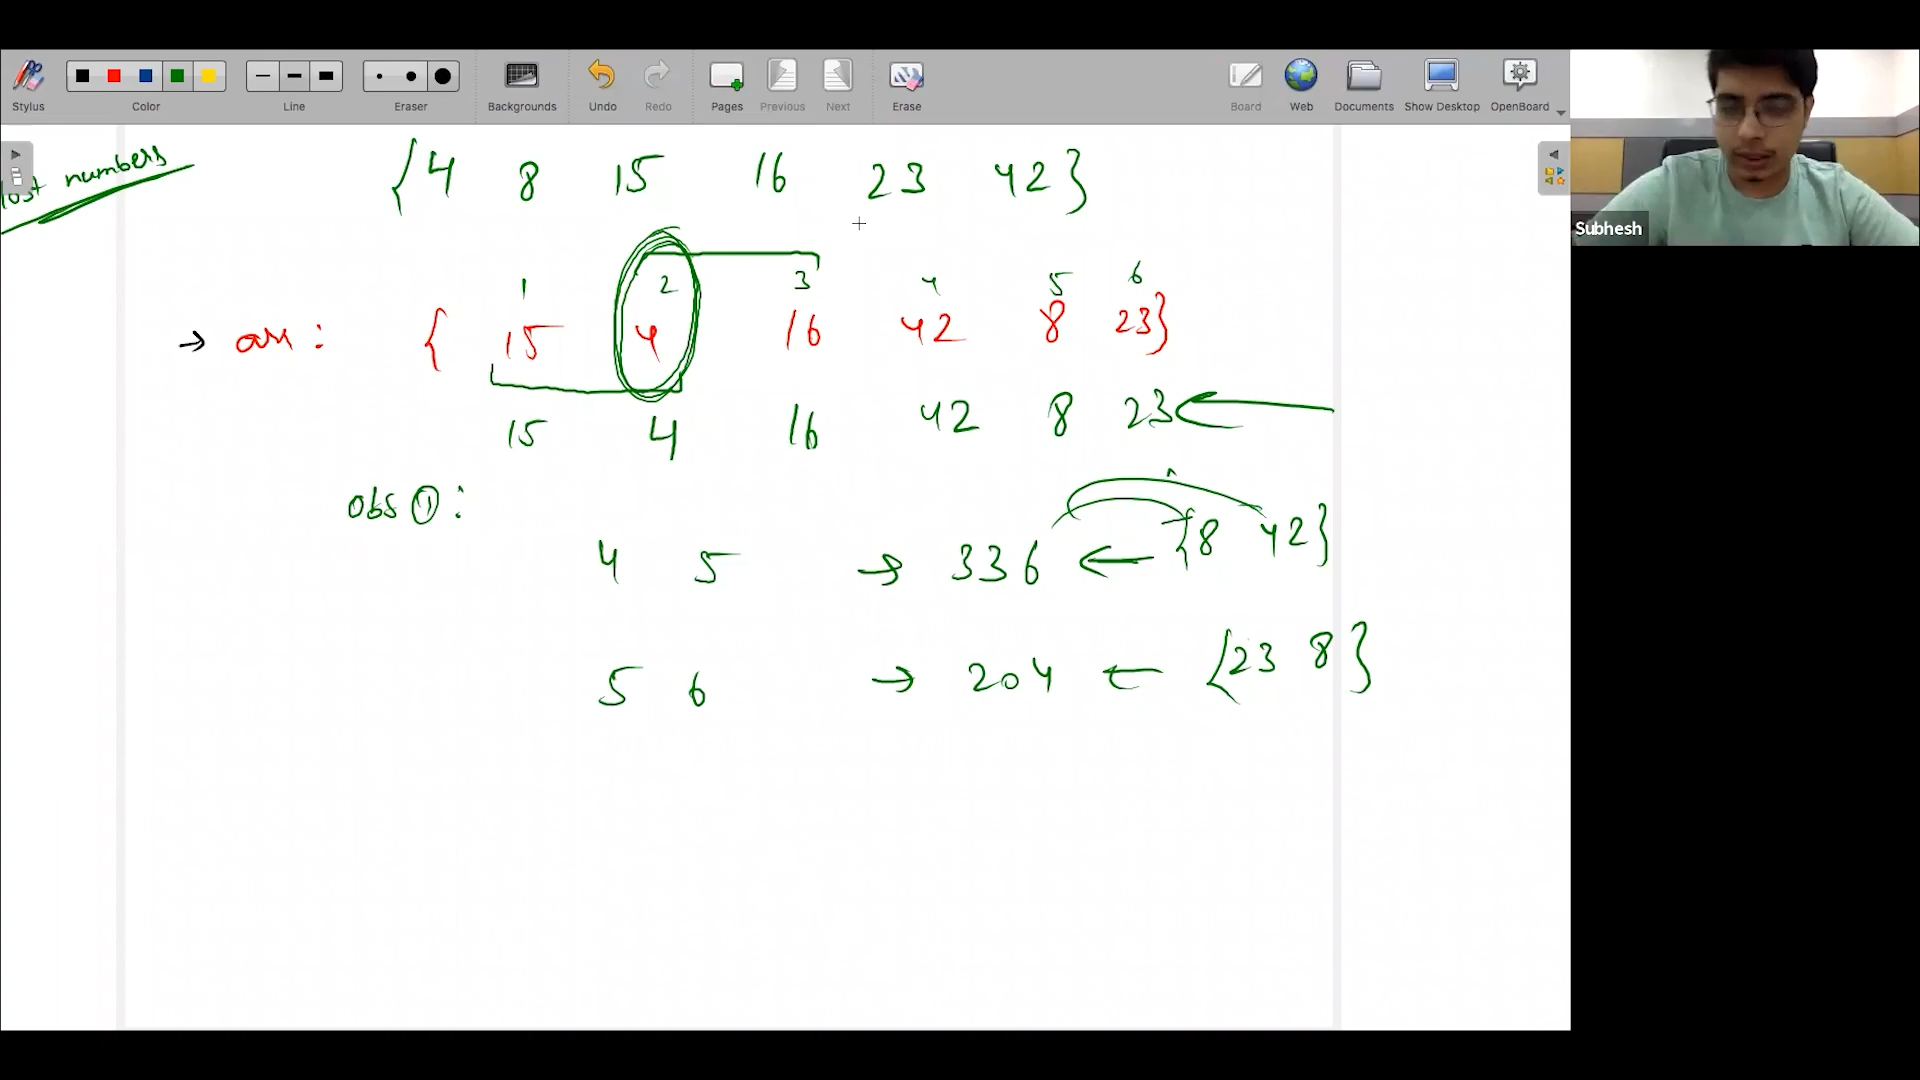 Stylus Color Line Eraser Backgrounds Undo Redo Pages Previous Next Erase Board Web Documents Show Desktop OpenBoard
lost numbers
{4 8 15 16 23 42}
1 2 3 4 5 6
→ arr : { 15 4 16 42 8 23}
15 4 16 42 8 23 ←
obs ① :
4 5 → 336 ← {8 42}
5 6 → 204 ← {23 8}
Subhesh